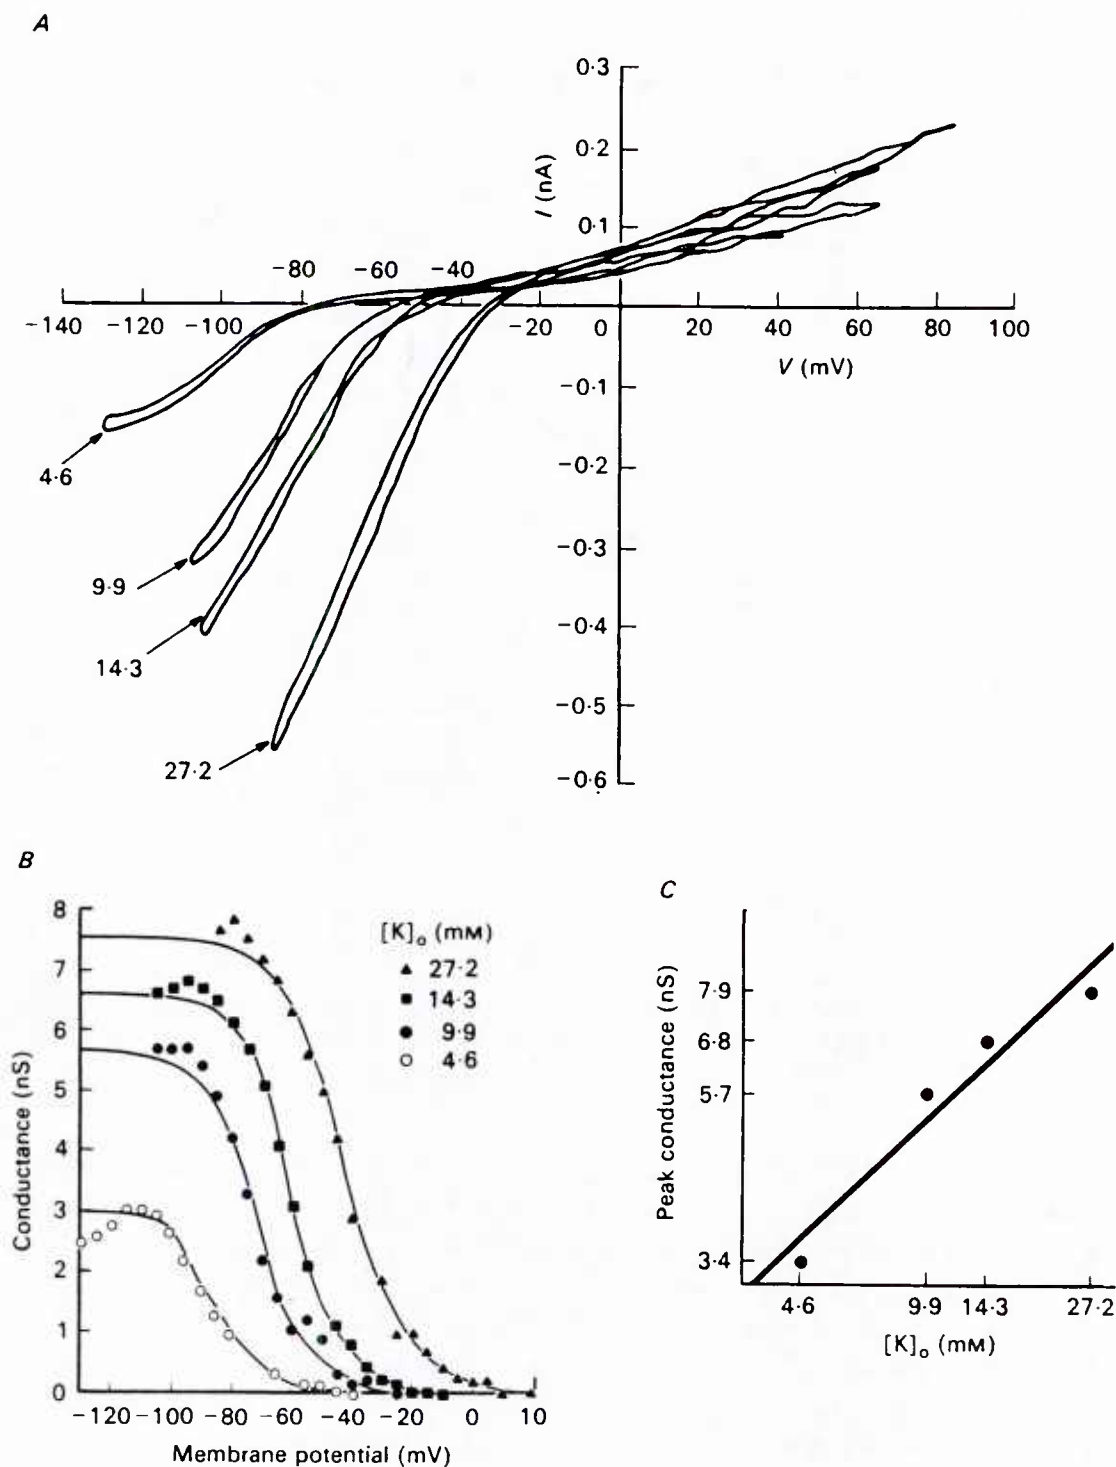 A
0·3
0·2
0·1
I (nA)
−80 −60 −40
−140 −120 −100 −20 0 20 40 60 80 100
V (mV)
−0·1
−0·2
−0·3
−0·4
−0·5
−0·6
4·6
9·9
14·3
27·2
B
8
7
6
5
4
3
2
1
0
Conductance (nS)
[K]o (mM)
27·2
14·3
9·9
4·6
−120 −100 −80 −60 −40 −20 0 10
Membrane potential (mV)
C
7·9
6·8
5·7
3·4
Peak conductance (nS)
4·6 9·9 14·3 27·2
[K]o (mM)